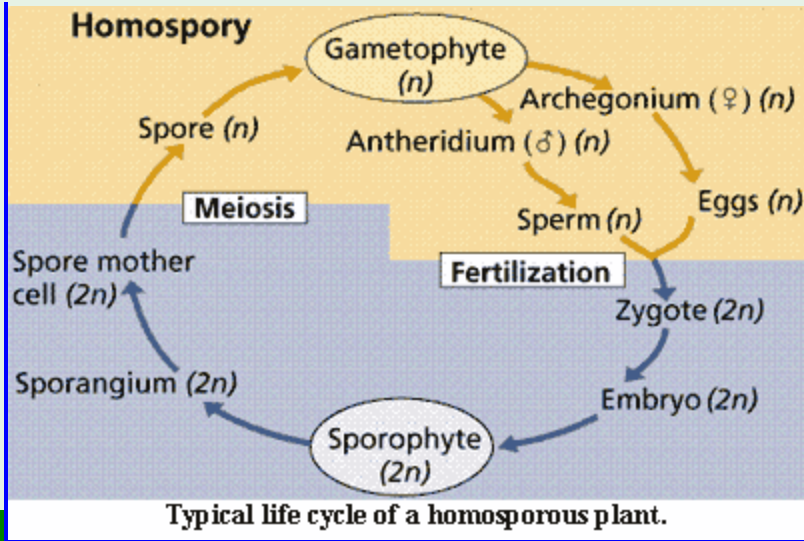 Homospory
Gametophyte
(n)
Archegonium (♀) (n)
Spore (n)
Antheridium (♂) (n)
Meiosis
Eggs (n)
Sperm (n)
Spore mother
cell (2n)
Fertilization
Zygote (2n)
Sporangium (2n)
Embryo (2n)
Sporophyte
(2n)
Typical life cycle of a homosporous plant.